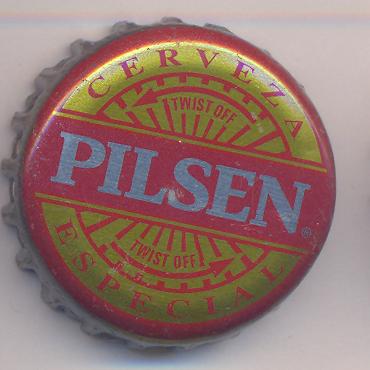 CERVEZA
TWIST OFF
PILSEN®
TWIST OFF
ESPECIAL